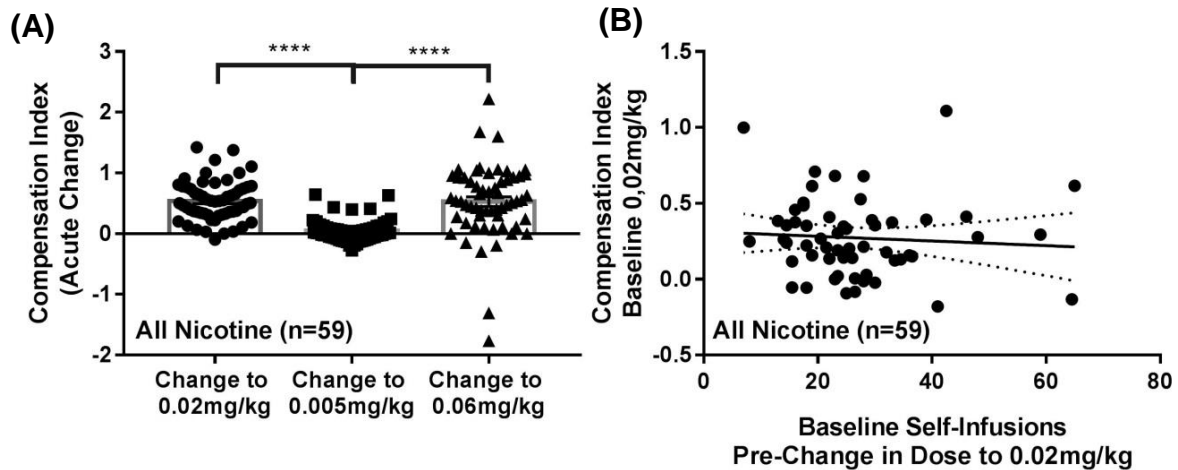 (A)
Compensation Index
(Acute Change)
3
2
1
0
-1
-2
****
****
All Nicotine (n=59)
Change to
0.02mg/kg
Change to
0.005mg/kg
Change to
0.06mg/kg
(B)
Compensation Index
Baseline 0,02mg/kg
1.5
1.0
0.5
0.0
-0.5
All Nicotine (n=59)
0
20
40
60
80
Baseline Self-Infusions
Pre-Change in Dose to 0.02mg/kg